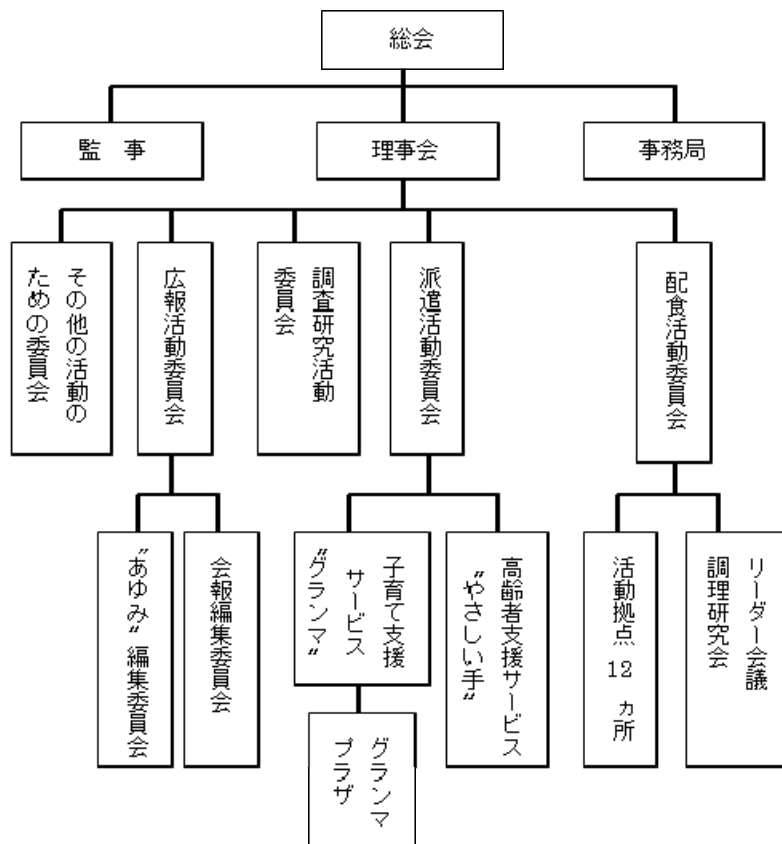 総会
監　事
理事会
事務局
その他の活動の
ための委員会
広報活動委員会
調査研究活動
委員会
派遣活動委員会
配食活動委員会
“あゆみ”編集委員会
会報編集委員会
子育て支援
サービス
“グランマ”
高齢者支援サービス
“やさしい手”
活動拠点 12 ヵ所
リーダー会議
調理研究会
グランマ
プラザ